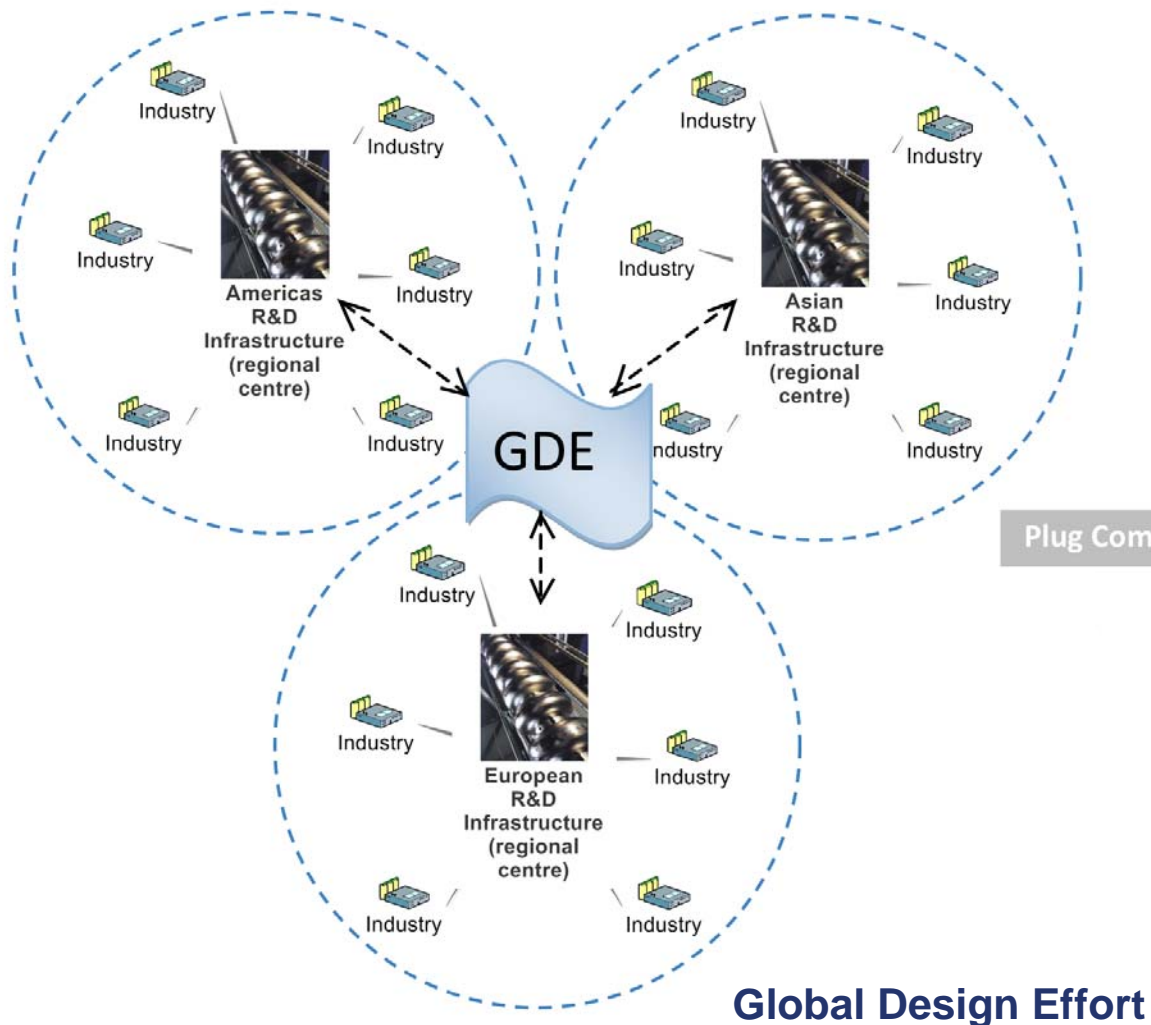 Industry
Industry
Industry
Industry
Americas
R&D
Infrastructure
(regional
centre)
Industry
Industry
Industry
Industry
Industry
Industry
Asian
R&D
Infrastructure
(regional
centre)
ndustry
Industry
GDE
Plug Com
Industry
Industry
Industry
Industry
European
R&D
Infrastructure
(regional
centre)
Industry
Industry
Global Design Effort